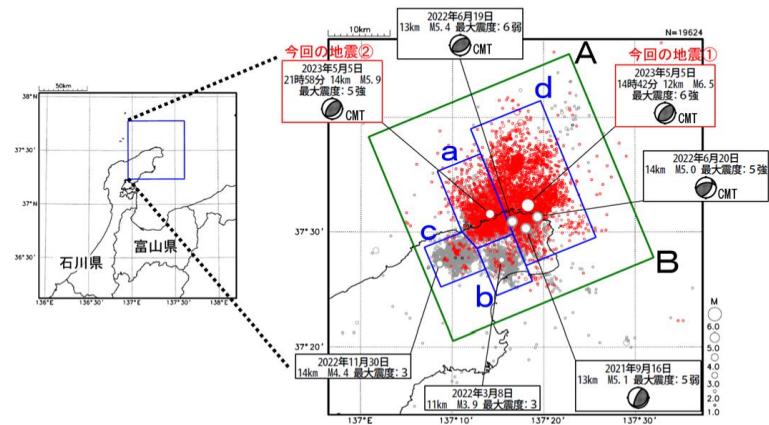 10km
N=19624
2022年6月19日
13km M5.4 最大震度:6弱
CMT
今回の地震②
2023年5月5日
21時58分 14km M5.9
最大震度:5強
CMT
今回の地震①
2023年5月5日
14時42分 12km M6.5
最大震度:6強
CMT
2022年6月20日
14km M5.0 最大震度:5強
CMT
A
d
a
c
b
B
50km
38°N
37°30'
37°N
36°30'
136°E
136°30'
137°E
137°30'
138°E
石川県
富山県
37°30'
37°20'
137°E
137°10'
137°20'
137°30'
2022年11月30日
14km M4.4 最大震度:3
2022年3月8日
11km M3.9 最大震度:3
2021年9月16日
13km M5.1 最大震度:5弱
M
6.0
5.0
4.0
3.0
2.0
1.0